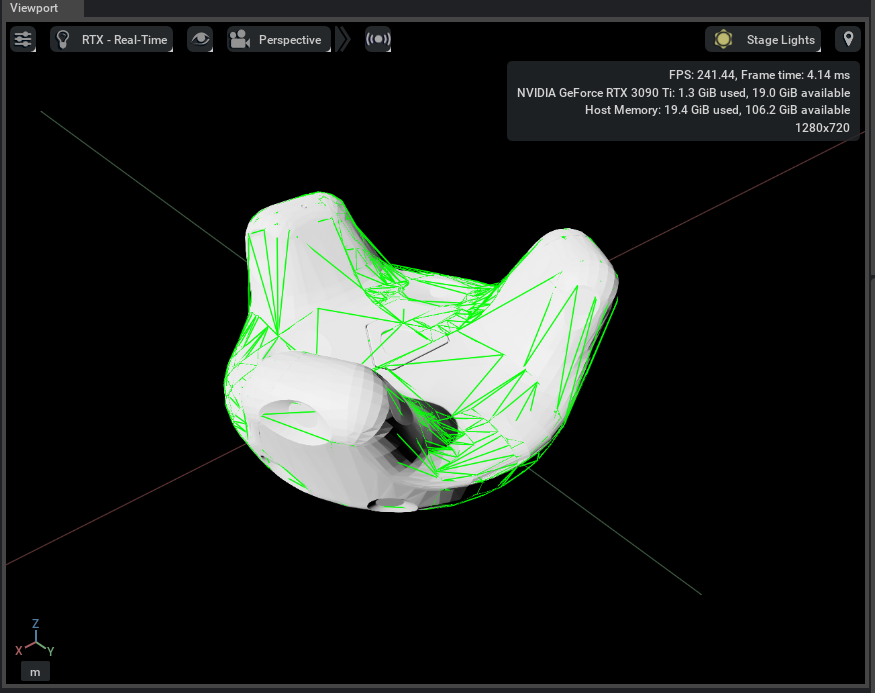 Viewport
RTX - Real-Time
Perspective
Stage Lights
FPS: 241.44, Frame time: 4.14 ms
NVIDIA GeForce RTX 3090 Ti: 1.3 GiB used, 19.0 GiB available
Host Memory: 19.4 GiB used, 106.2 GiB available
1280x720
Z
X
Y
m